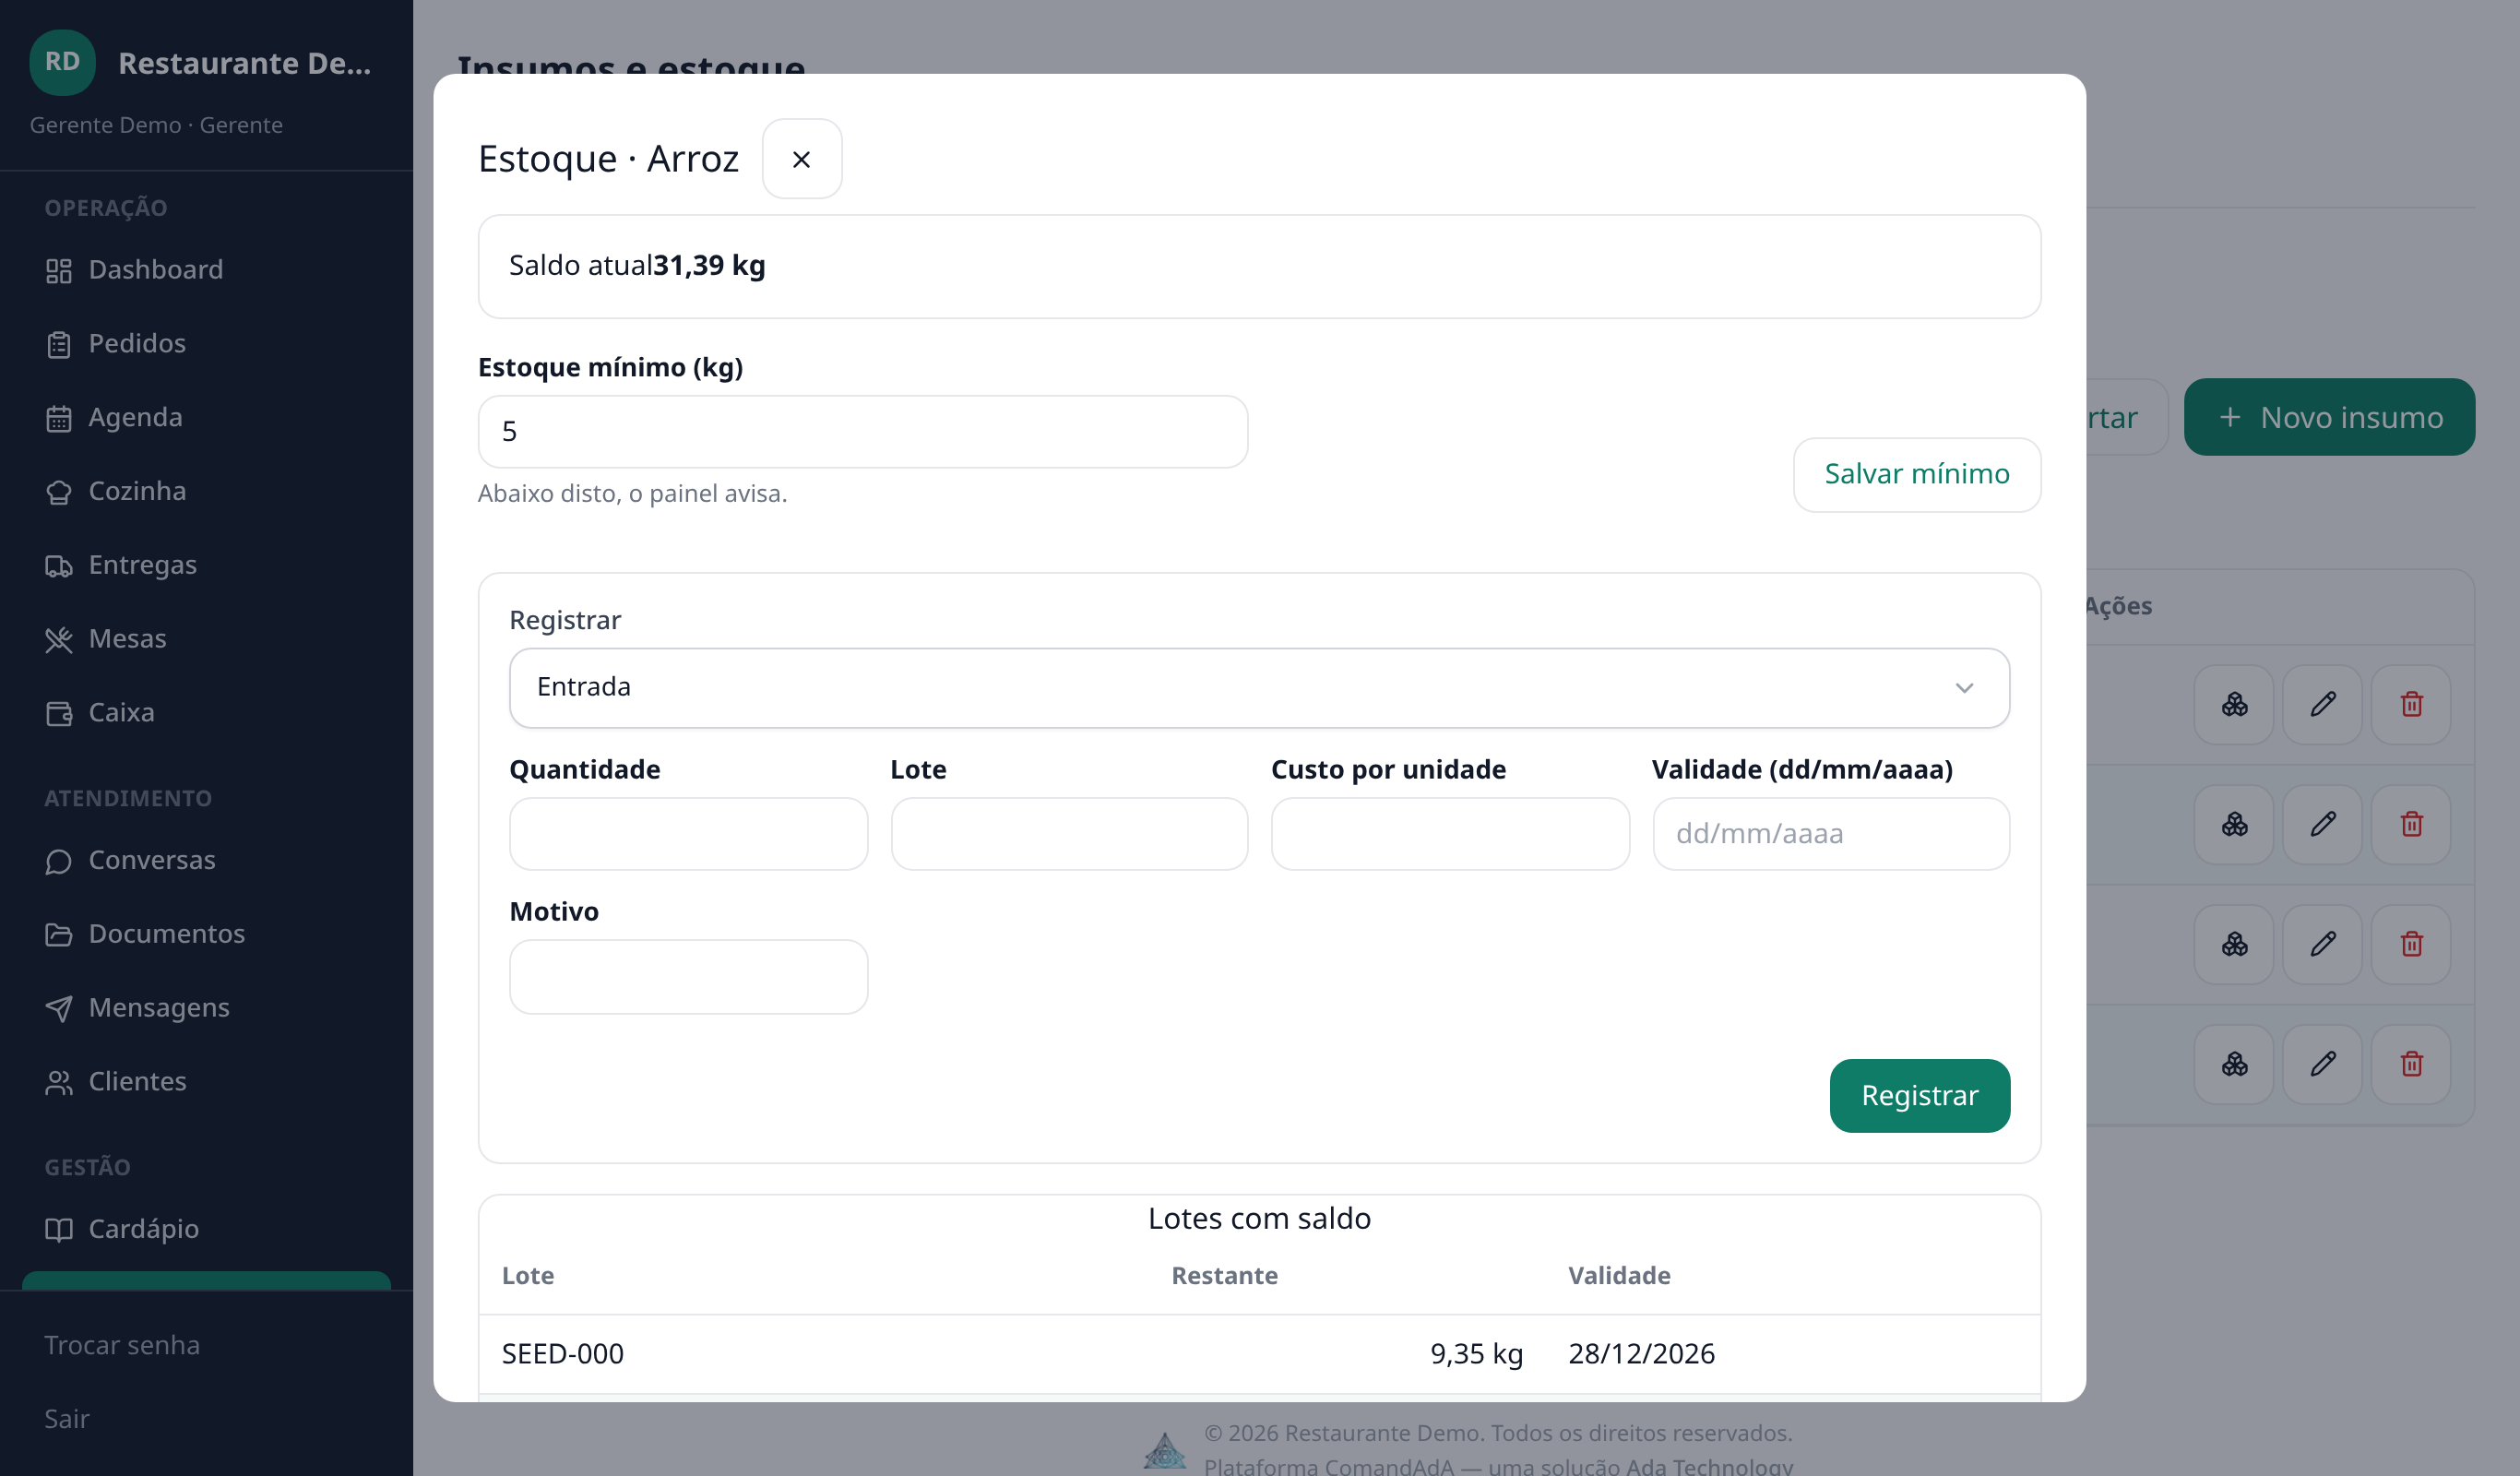 RD
Restaurante De...
Gerente Demo · Gerente
OPERAÇÃO
Dashboard
Pedidos
Agenda
Cozinha
Entregas
Mesas
Caixa
ATENDIMENTO
Conversas
Documentos
Mensagens
Clientes
GESTÃO
Cardápio
Trocar senha
Sair
Insumos e estoque
Estoque · Arroz
Saldo atual31,39 kg
Estoque mínimo (kg)
5
Abaixo disto, o painel avisa.
Salvar mínimo
Registrar
Entrada
Quantidade
Lote
Custo por unidade
Validade (dd/mm/aaaa)
dd/mm/aaaa
Motivo
Registrar
Lotes com saldo
Lote Restante Validade
SEED-000 9,35 kg 28/12/2026
rtar
Novo insumo
Ações
© 2026 Restaurante Demo. Todos os direitos reservados.
Plataforma ComandAdA — uma solução Ada Technology